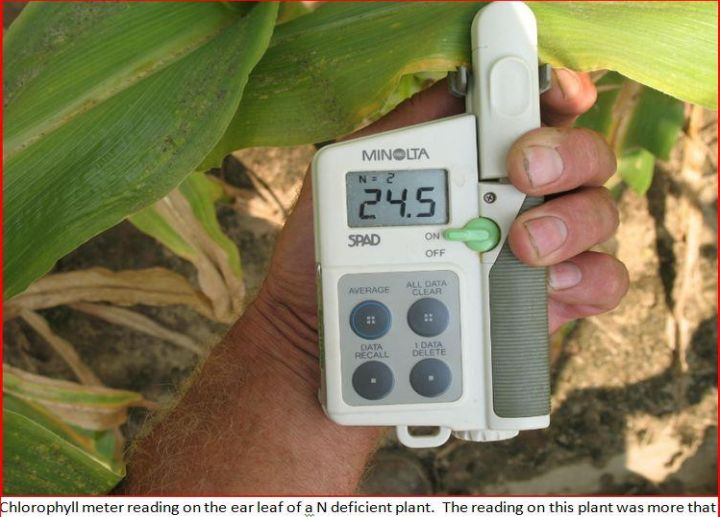 MINOLTA
N = 2
24.5
SPAD
ON
OFF
AVERAGE
ALL DATA
CLEAR
DATA
RECALL
1 DATA
DELETE
Chlorophyll meter reading on the ear leaf of a N deficient plant.  The reading on this plant was more that